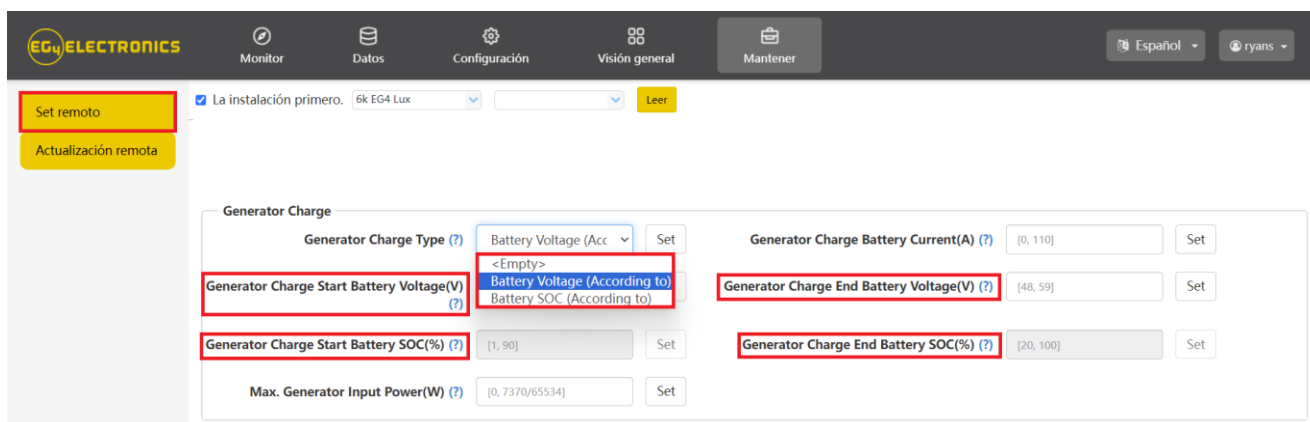 EG4 ELECTRONICS
Monitor
Datos
Configuración
Visión general
Mantener
Español
ryans
Set remoto
Actualización remota
La instalación primero. 6k EG4 Lux Leer
Generator Charge
Generator Charge Type (?) Battery Voltage (Acc Set
<Empty>
Battery Voltage (According to)
Battery SOC (According to)
Generator Charge Battery Current(A) (?) [0, 110] Set
Generator Charge Start Battery Voltage(V)
(?)
Generator Charge End Battery Voltage(V) (?) [48, 59] Set
Generator Charge Start Battery SOC(%) (?) [1, 90] Set
Generator Charge End Battery SOC(%) (?) [20, 100] Set
Max. Generator Input Power(W) (?) [0, 7370/65534] Set